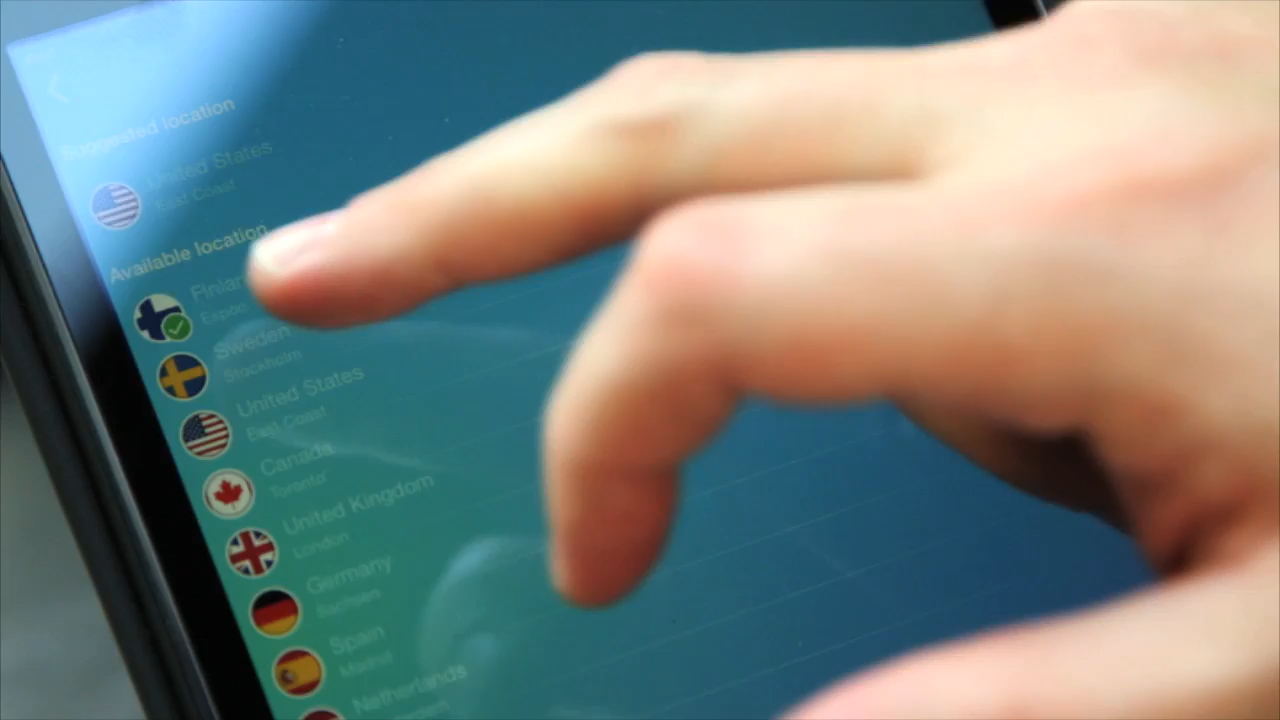 Suggested location
United States
East Coast
Available location
Finlan
Espoo
Sweden
Stockholm
United States
East Coast
Canada
Toronto
United Kingdom
London
Germany
Spain
Madrid
Netherlands